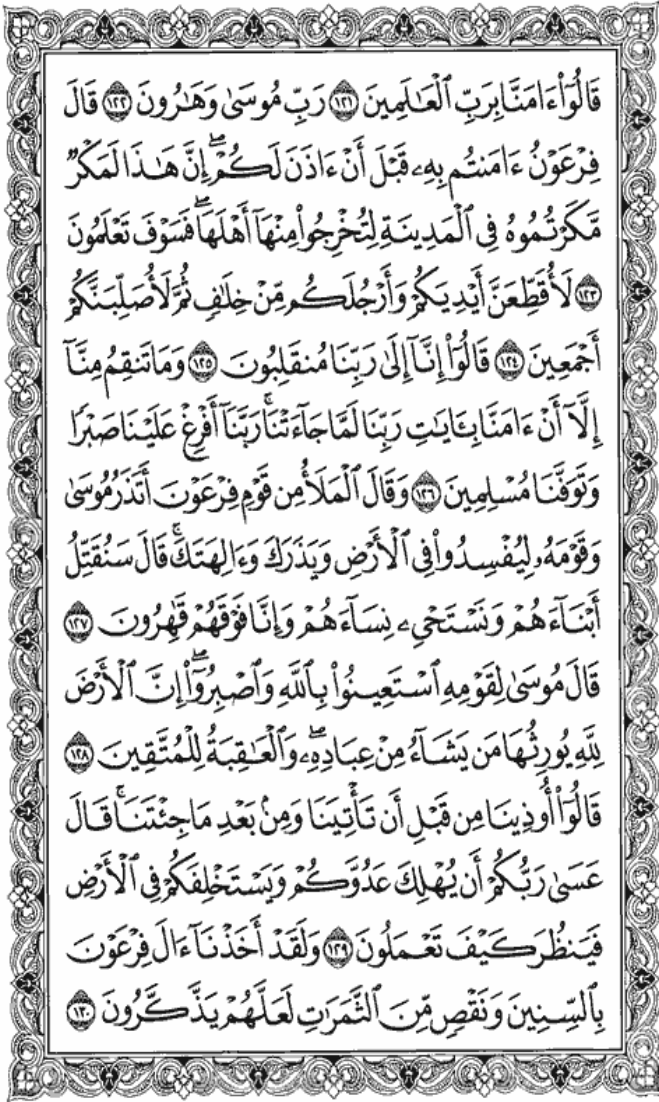 قَالُوٓا۟ ءَامَنَّا بِرَبِّ ٱلْعَـٰلَمِينَ ١٢١ رَبِّ مُوسَىٰ وَهَـٰرُونَ ١٢٢ قَالَ
فِرْعَوْنُ ءَامَنتُم بِهِۦ قَبْلَ أَنْ ءَاذَنَ لَكُمْ ۖ إِنَّ هَـٰذَا لَمَكْرٌ
مَّكَرْتُمُوهُ فِى ٱلْمَدِينَةِ لِتُخْرِجُوا۟ مِنْهَآ أَهْلَهَا ۖ فَسَوْفَ تَعْلَمُونَ
١٢٣ لَأُقَطِّعَنَّ أَيْدِيَكُمْ وَأَرْجُلَكُم مِّنْ خِلَـٰفٍ ثُمَّ لَأُصَلِّبَنَّكُمْ
أَجْمَعِينَ ١٢٤ قَالُوٓا۟ إِنَّآ إِلَىٰ رَبِّنَا مُنقَلِبُونَ ١٢٥ وَمَا تَنقِمُ مِنَّآ
إِلَّآ أَنْ ءَامَنَّا بِـَٔايَـٰتِ رَبِّنَا لَمَّا جَآءَتْنَا ۚ رَبَّنَآ أَفْرِغْ عَلَيْنَا صَبْرًا
وَتَوَفَّنَا مُسْلِمِينَ ١٢٦ وَقَالَ ٱلْمَلَأُ مِن قَوْمِ فِرْعَوْنَ أَتَذَرُ مُوسَىٰ
وَقَوْمَهُۥ لِيُفْسِدُوا۟ فِى ٱلْأَرْضِ وَيَذَرَكَ وَءَالِهَتَكَ ۚ قَالَ سَنُقَتِّلُ
أَبْنَآءَهُمْ وَنَسْتَحْىِۦ نِسَآءَهُمْ وَإِنَّا فَوْقَهُمْ قَـٰهِرُونَ ١٢٧
قَالَ مُوسَىٰ لِقَوْمِهِ ٱسْتَعِينُوا۟ بِٱللَّهِ وَٱصْبِرُوٓا۟ ۖ إِنَّ ٱلْأَرْضَ
لِلَّهِ يُورِثُهَا مَن يَشَآءُ مِنْ عِبَادِهِۦ ۖ وَٱلْعَـٰقِبَةُ لِلْمُتَّقِينَ ١٢٨
قَالُوٓا۟ أُوذِينَا مِن قَبْلِ أَن تَأْتِيَنَا وَمِنۢ بَعْدِ مَا جِئْتَنَا ۚ قَالَ
عَسَىٰ رَبُّكُمْ أَن يُهْلِكَ عَدُوَّكُمْ وَيَسْتَخْلِفَكُمْ فِى ٱلْأَرْضِ
فَيَنظُرَ كَيْفَ تَعْمَلُونَ ١٢٩ وَلَقَدْ أَخَذْنَآ ءَالَ فِرْعَوْنَ
بِٱلسِّنِينَ وَنَقْصٍ مِّنَ ٱلثَّمَرَٰتِ لَعَلَّهُمْ يَذَّكَّرُونَ ١٣٠